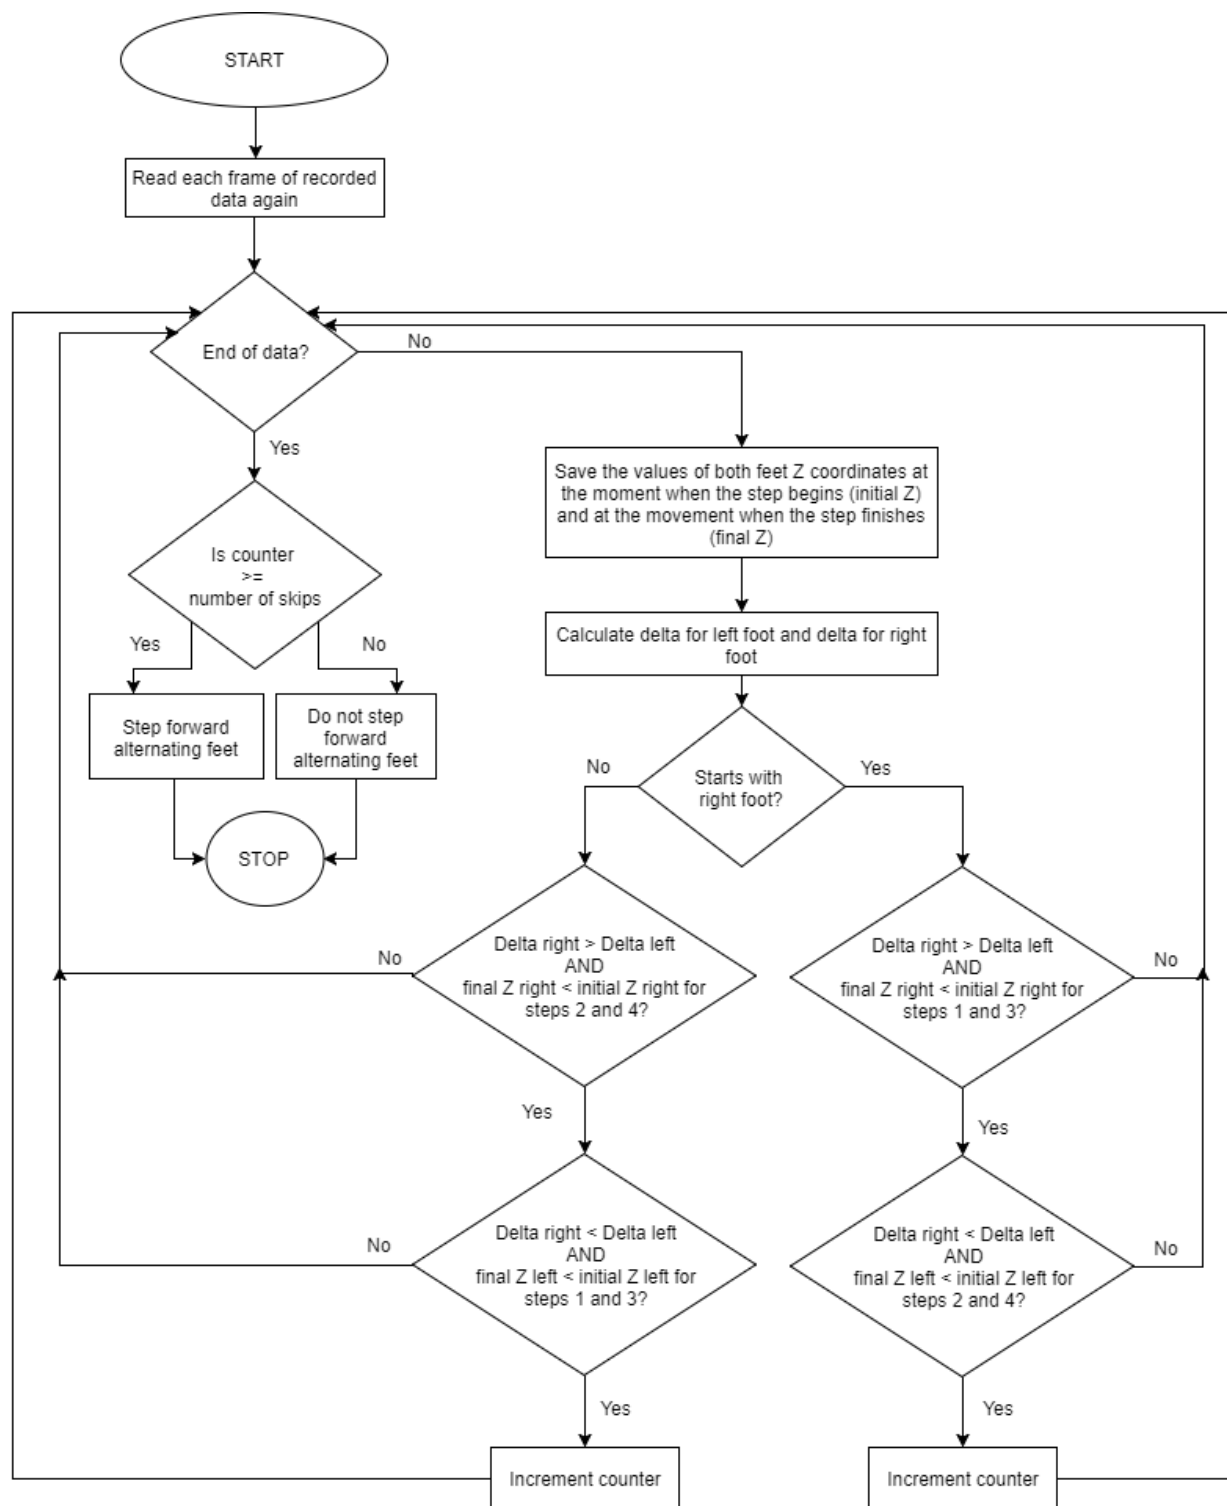 START
Read each frame of recorded
data again
End of data?
No
Yes
Save the values of both feet Z coordinates at
the moment when the step begins (initial Z)
and at the movement when the step finishes
(final Z)
Is counter
>=
number of skips
Yes
No
Calculate delta for left foot and delta for right
foot
Step forward
alternating feet
Do not step
forward
alternating feet
STOP
No
Yes
Starts with
right foot?
Delta right > Delta left
AND
final Z right < initial Z right for
steps 2 and 4?
No
Delta right > Delta left
AND
final Z right < initial Z right for
steps 1 and 3?
No
Yes
Yes
Delta right < Delta left
AND
final Z left < initial Z left for
steps 1 and 3?
No
Delta right < Delta left
AND
final Z left < initial Z left for
steps 2 and 4?
No
Yes
Yes
Increment counter
Increment counter